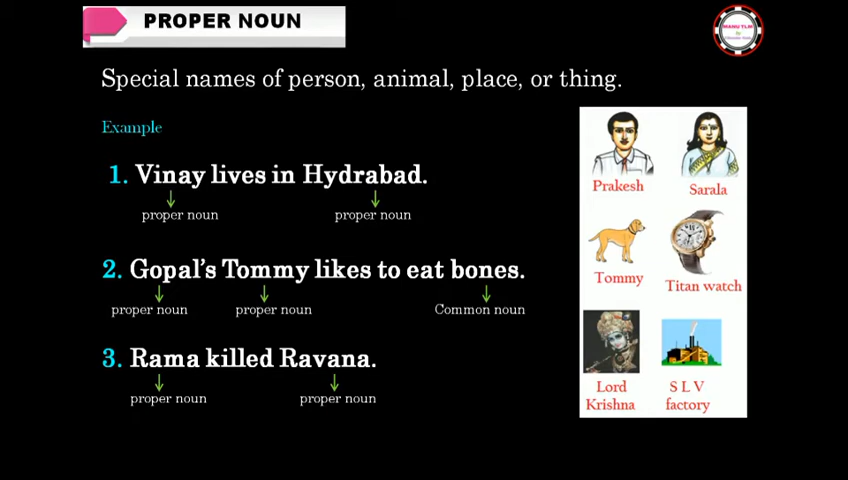 PROPER NOUN
MANU TLM
Special names of person, animal, place, or thing.
Example
1. Vinay lives in Hydrabad.
proper noun proper noun
2. Gopal's Tommy likes to eat bones.
proper noun proper noun Common noun
3. Rama killed Ravana.
proper noun proper noun
Prakesh Sarala
Tommy Titan watch
Lord Krishna
S L V factory